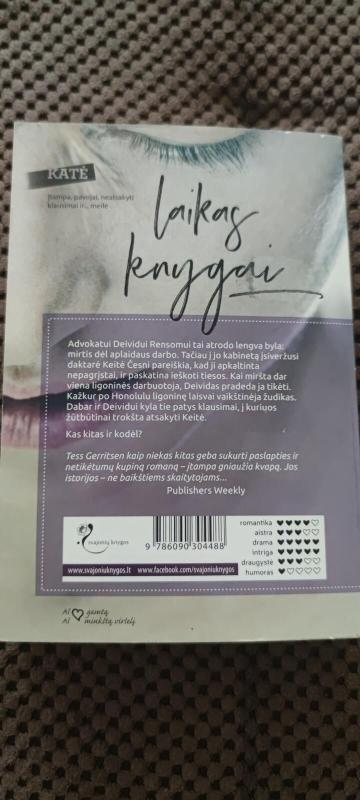 KATĖ
Įtampa, pavojai, neatsakyti
klausimai ir... meilė
laikas
knygai
Advokatui Deividui Rensomui tai atrodo lengva byla:
mirtis dėl aplaidaus darbo. Tačiau į jo kabinetą įsiveržusi
daktarė Keitė Česni pareiškia, kad ji apkaltinta
nepagrįstai, ir paskatina ieškoti tiesos. Kai miršta dar
viena ligoninės darbuotoja, Deividas pradeda ja tikėti.
Kažkur po Honolulu ligoninę laisvai vaikštinėja žudikas.
Dabar ir Deividui kyla tie patys klausimai, į kuriuos
žūtbūtinai trokšta atsakyti Keitė.
Kas kitas ir kodėl?
Tess Gerritsen kaip niekas kitas geba sukurti paslapties ir
netikėtumų kupiną romaną – įtampa gniaužia kvapą. Jos
istorijos – ne baikštiems skaitytojams...
Publishers Weekly
svajonių knygos
www.svajoniuknygos.lt
www.facebook.com/svajoniuknygos
9 786090 304488
romantika ♥♥♥♥♡
aistra ♥♥♥♡♡
drama ♥♥♥♥♥
intriga ♥♥♥♥♥
draugystė ♥♥♥♡♡
humoras ♥♡♡♡♡
Aš ♡ gamtą
Aš ♡ minkštą viršelį